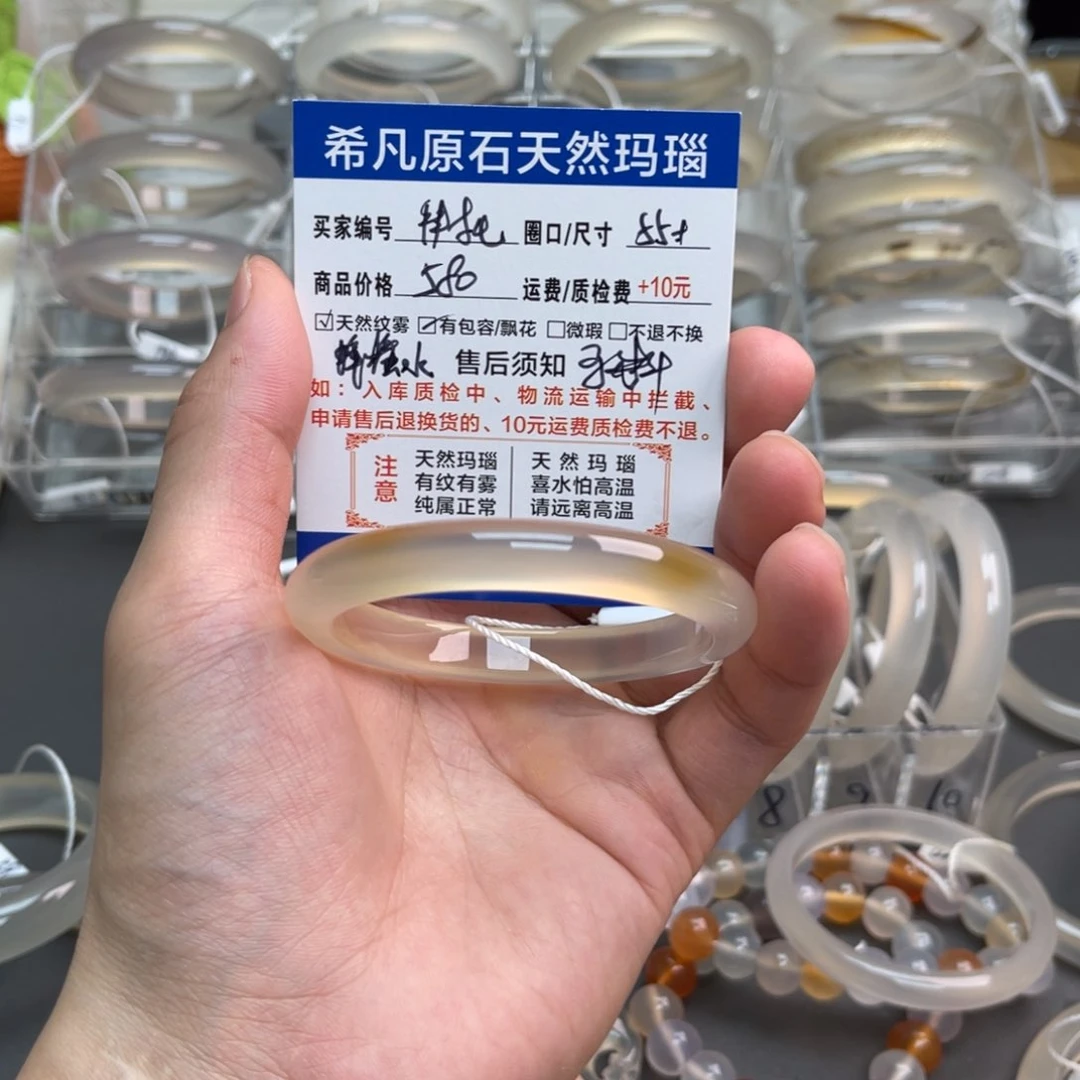 希凡原石天然玛瑙
买家编号 圈口/尺寸 55+
商品价格 580 运费/质检费 +10元
☑天然纹雾 ☑有包容/飘花 □微瑕 □不退不换
售后须知
如：入库质检中、物流运输中拦截、
申请售后退换货的、10元运费质检费不退。
注意
天然玛瑙
有纹有雾
纯属正常
天然玛瑙
喜水怕高温
请远离高温
8 9 10